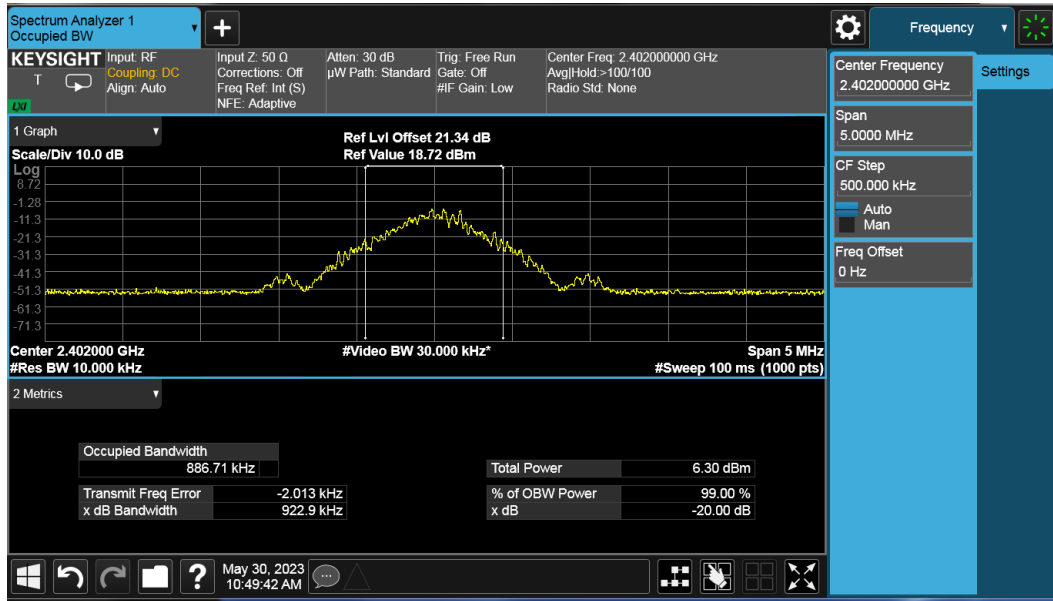 Spectrum Analyzer 1
Occupied BW
+
Frequency
KEYSIGHT
T
LXI
Input: RF
Coupling: DC
Align: Auto
Input Z: 50 Ω
Corrections: Off
Freq Ref: Int (S)
NFE: Adaptive
Atten: 30 dB
µW Path: Standard
Trig: Free Run
Gate: Off
#IF Gain: Low
Center Freq: 2.402000000 GHz
Avg|Hold:>100/100
Radio Std: None
Center Frequency
2.402000000 GHz
Settings
Span
5.0000 MHz
CF Step
500.000 kHz
Auto
Man
Freq Offset
0 Hz
1 Graph
Scale/Div 10.0 dB
Ref Lvl Offset 21.34 dB
Ref Value 18.72 dBm
Log
8.72
-1.28
-11.3
-21.3
-31.3
-41.3
-51.3
-61.3
-71.3
Center 2.402000 GHz
#Video BW 30.000 kHz*
Span 5 MHz
#Res BW 10.000 kHz
#Sweep 100 ms (1000 pts)
2 Metrics
Occupied Bandwidth
886.71 kHz
Total Power 6.30 dBm
Transmit Freq Error -2.013 kHz
% of OBW Power 99.00 %
x dB Bandwidth 922.9 kHz
x dB -20.00 dB
?
May 30, 2023
10:49:42 AM